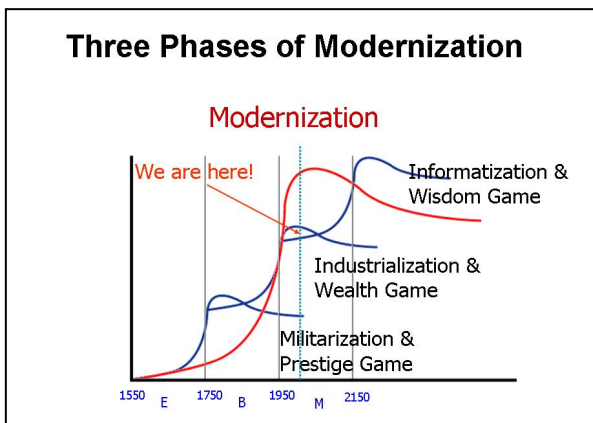 Three Phases of Modernization
Modernization
We are here!
Informatization &
Wisdom Game
Industrialization &
Wealth Game
Militarization &
Prestige Game
1550 1750 1950 2150
E B M